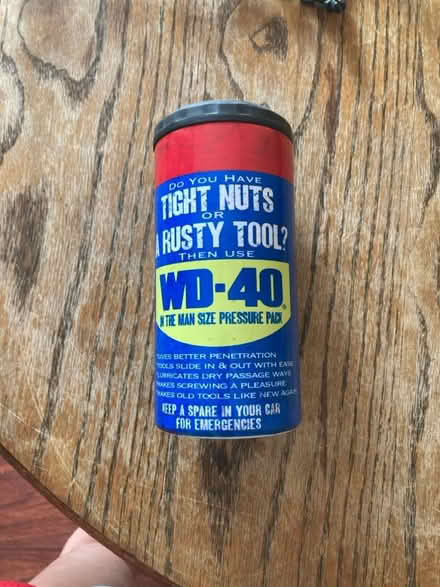 DO YOU HAVE
TIGHT NUTS
OR
A RUSTY TOOL?
THEN USE
WD-40®
IN THE MAN SIZE PRESSURE PACK
GIVES BETTER PENETRATION
TOOLS SLIDE IN & OUT WITH EASE
LUBRICATES DRY PASSAGE WAYS
MAKES SCREWING A PLEASURE
MAKES OLD TOOLS LIKE NEW AGAIN
KEEP A SPARE IN YOUR CAR
FOR EMERGENCIES